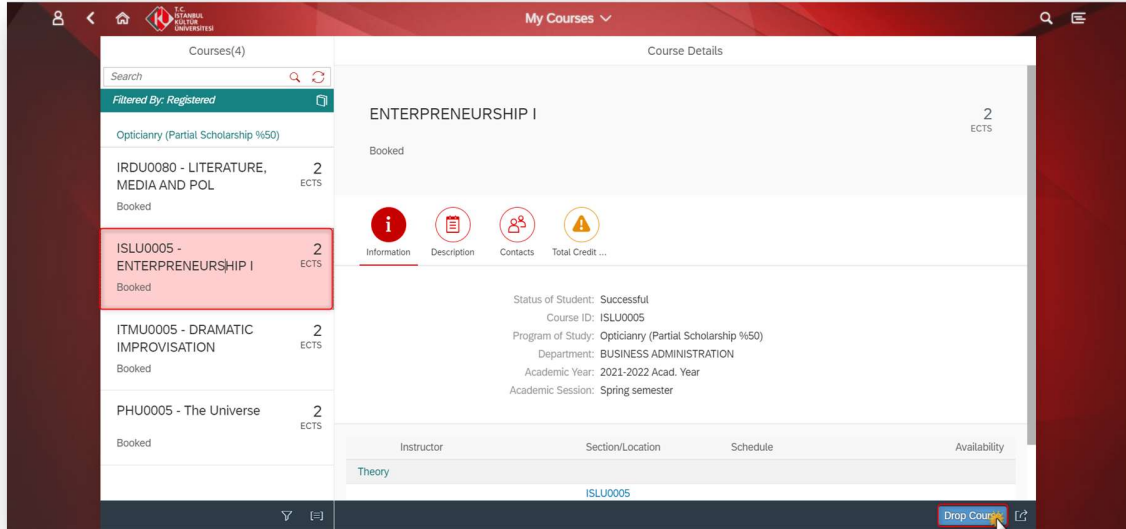 T.C.
İSTANBUL
KÜLTÜR
ÜNİVERSİTESİ
My Courses
Courses(4)
Course Details
Search
Filtered By: Registered
Opticianry (Partial Scholarship %50)
IRDU0080 - LITERATURE,
MEDIA AND POL
2
ECTS
Booked
ISLU0005 -
ENTERPRENEURSHIP I
2
ECTS
Booked
ITMU0005 - DRAMATIC
IMPROVISATION
2
ECTS
Booked
PHU0005 - The Universe
2
ECTS
Booked
ENTERPRENEURSHIP I
2
ECTS
Booked
Information Description Contacts Total Credit ...
Status of Student: Successful
Course ID: ISLU0005
Program of Study: Opticianry (Partial Scholarship %50)
Department: BUSINESS ADMINISTRATION
Academic Year: 2021-2022 Acad. Year
Academic Session: Spring semester
Instructor Section/Location Schedule Availability
Theory
ISLU0005
Drop